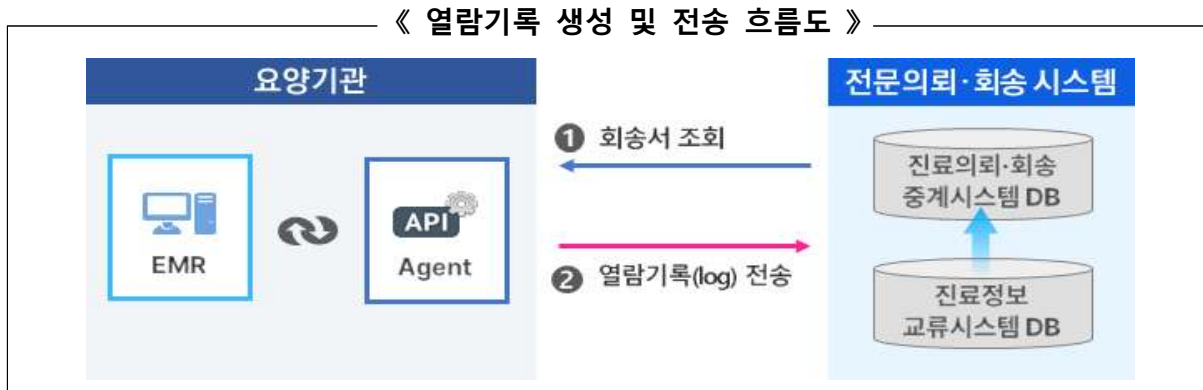 《 열람기록 생성 및 전송 흐름도 》
요양기관
전문의뢰·회송 시스템
❶ 회송서 조회
진료의뢰·회송
중계시스템 DB
API
EMR
Agent
❷ 열람기록(log) 전송
진료정보
교류시스템 DB